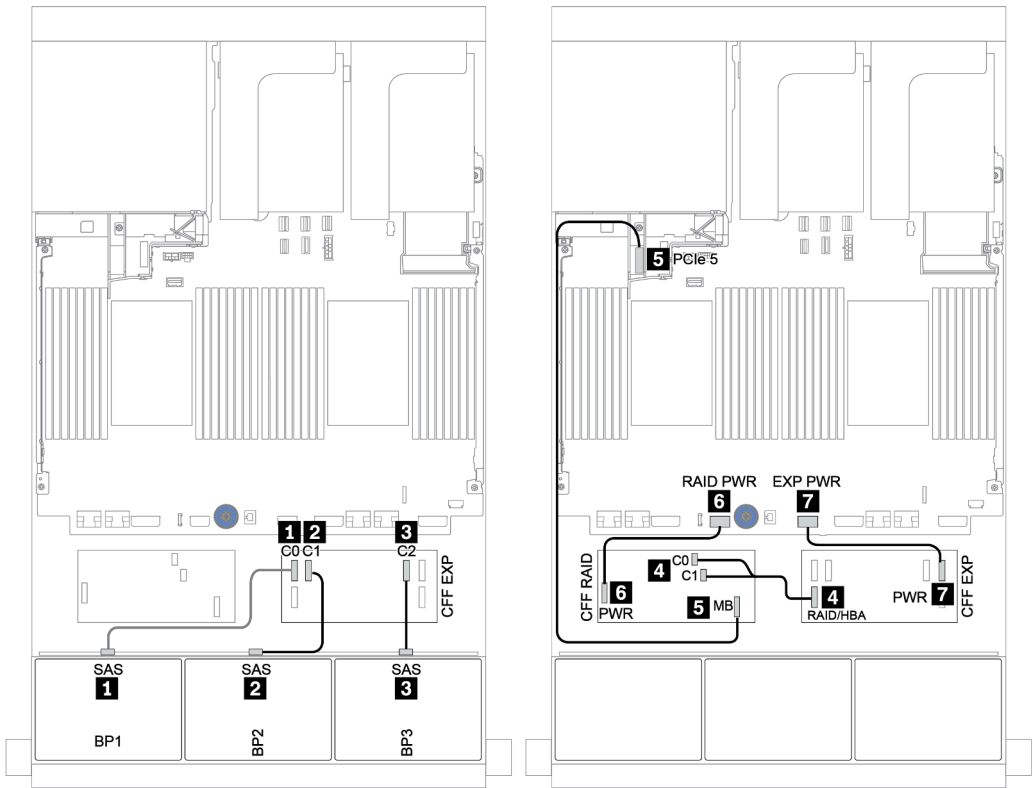 1 2 3
C0 C1 C2
CFF EXP
SAS SAS SAS
1 2 3
BP1 BP2 BP3
5 PCIe 5
RAID PWR EXP PWR
6 7
CFF RAID
C0
4 C1
6
PWR
5 MB
4
RAID/HBA
PWR 7
CFF EXP